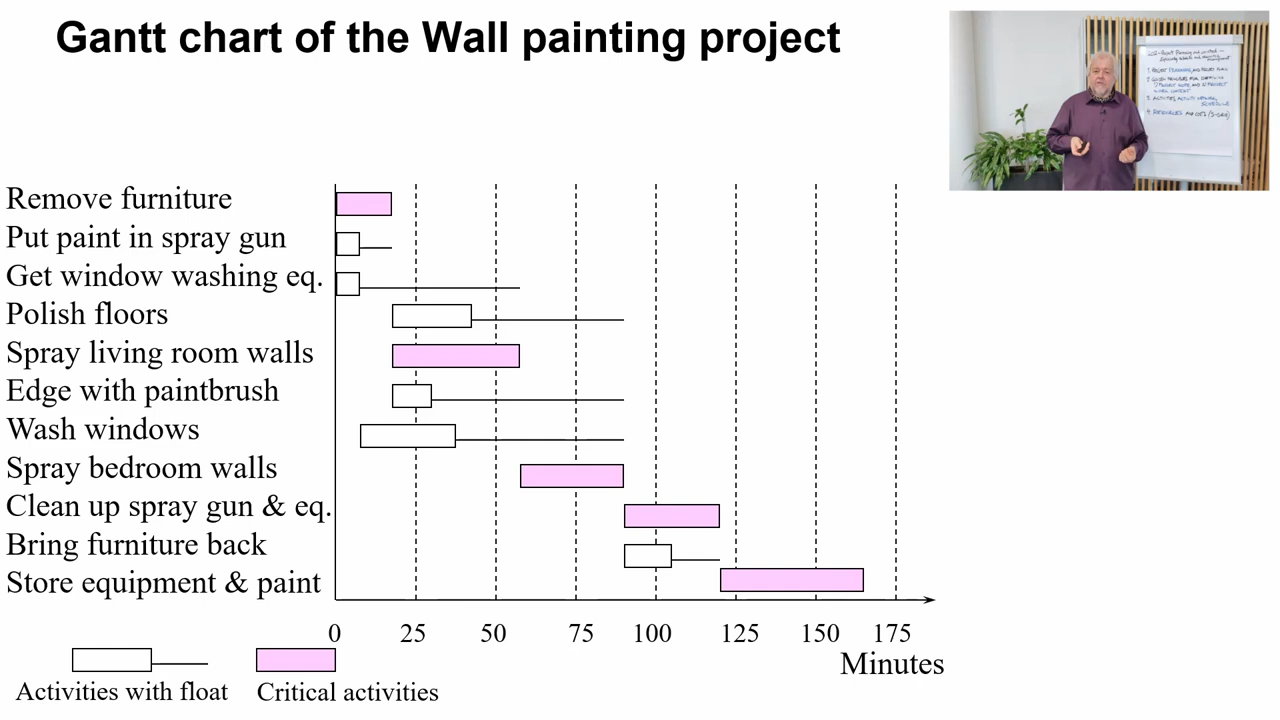 Gantt chart of the Wall painting project
Remove furniture
Put paint in spray gun
Get window washing eq.
Polish floors
Spray living room walls
Edge with paintbrush
Wash windows
Spray bedroom walls
Clean up spray gun & eq.
Bring furniture back
Store equipment & paint
0 25 50 75 100 125 150 175
Minutes
Activities with float
Critical activities